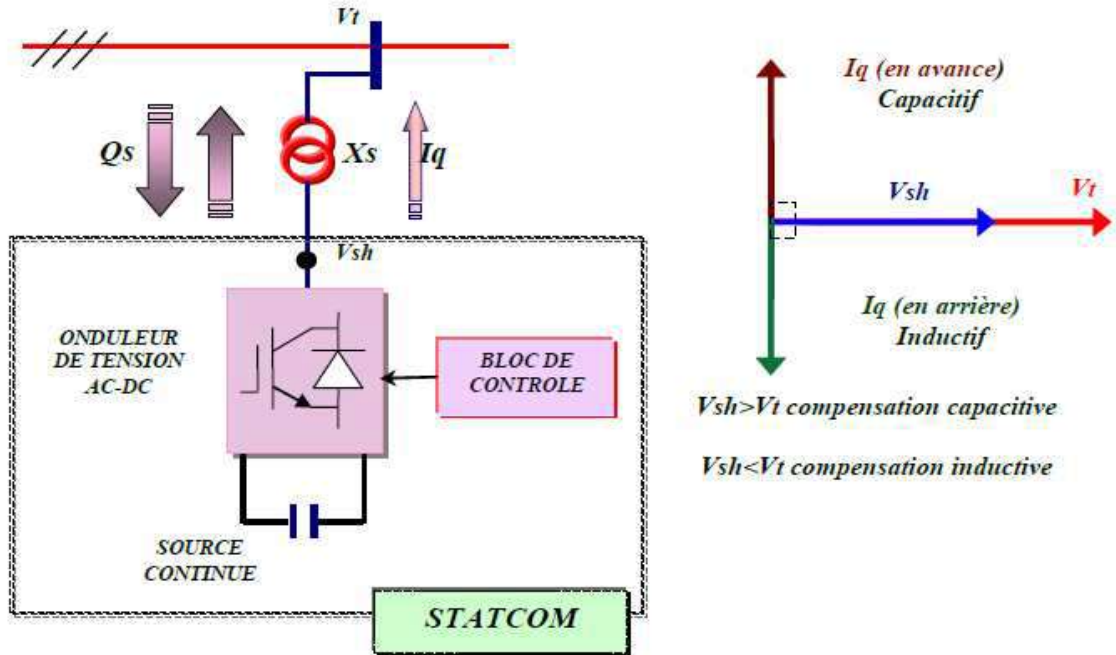 Vt
Qs
Xs
Iq
Vsh
ONDULEUR
DE TENSION
AC-DC
BLOC DE
CONTROLE
SOURCE
CONTINUE
STATCOM
Iq (en avance)
Capacitif
Vsh
Vt
Iq (en arrière)
Inductif
Vsh>Vt compensation capacitive
Vsh<Vt compensation inductive